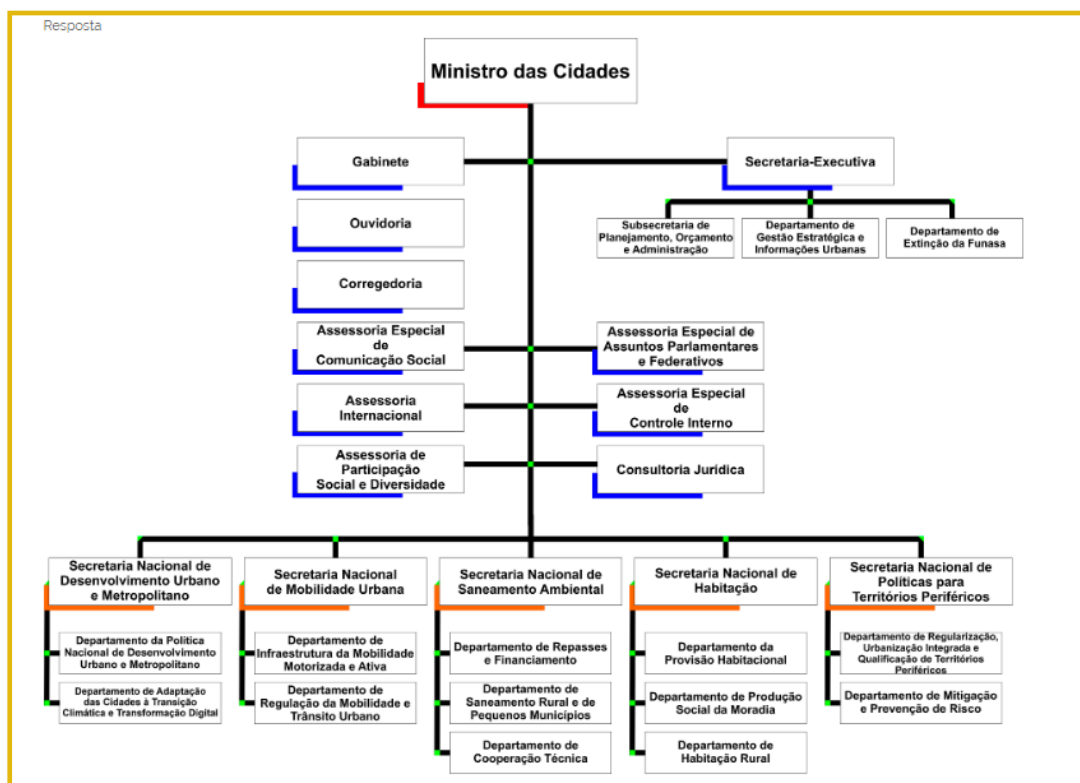 Resposta
Ministro das Cidades
Gabinete
Secretaria-Executiva
Subsecretaria de
Planejamento, Orçamento
e Administração
Departamento de
Gestão Estratégica e
Informações Urbanas
Departamento de
Extinção da Funasa
Ouvidoria
Corregedoria
Assessoria Especial
de
Comunicação Social
Assessoria Especial de
Assuntos Parlamentares
e Federativos
Assessoria
Internacional
Assessoria Especial
de
Controle Interno
Assessoria de
Participação
Social e Diversidade
Consultoria Jurídica
Secretaria Nacional de
Desenvolvimento Urbano
e Metropolitano
Departamento da Política
Nacional de Desenvolvimento
Urbano e Metropolitano
Departamento de Adaptação
das Cidades à Transição
Climática e Transformação Digital
Secretaria Nacional
de Mobilidade Urbana
Departamento de
Infraestrutura da Mobilidade
Motorizada e Ativa
Departamento de
Regulação da Mobilidade e
Trânsito Urbano
Secretaria Nacional de
Saneamento Ambiental
Departamento de Repasses
e Financiamento
Departamento de
Saneamento Rural e de
Pequenos Municípios
Departamento de
Cooperação Técnica
Secretaria Nacional de
Habitação
Departamento da
Provisão Habitacional
Departamento de Produção
Social da Moradia
Departamento de
Habitação Rural
Secretaria Nacional de
Políticas para
Territórios Periféricos
Departamento de Regularização,
Urbanização Integrada e
Qualificação de Territórios
Periféricos
Departamento de Mitigação
e Prevenção de Risco